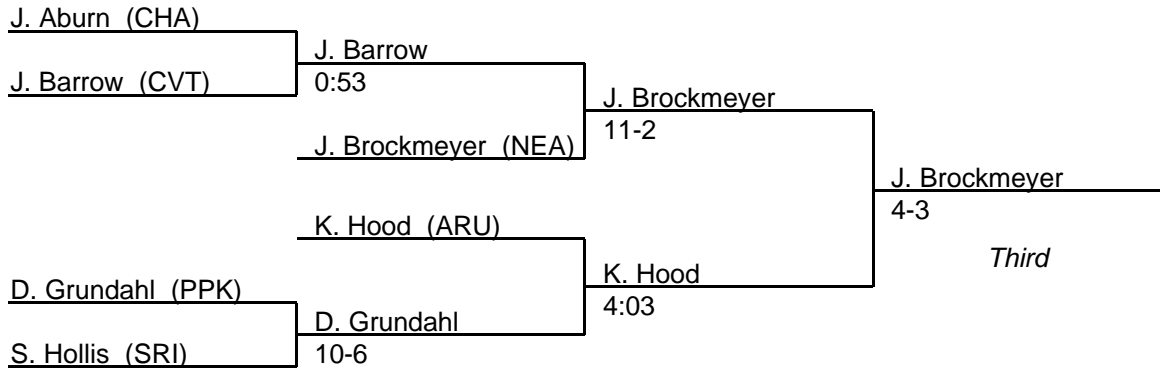 J. Aburn (CHA)
J. Barrow
J. Barrow (CVT)
0:53
J. Brockmeyer
11-2
J. Brockmeyer (NEA)
J. Brockmeyer
4-3
K. Hood (ARU)
Third
K. Hood
D. Grundahl (PPK)
4:03
D. Grundahl
S. Hollis (SRI)
10-6